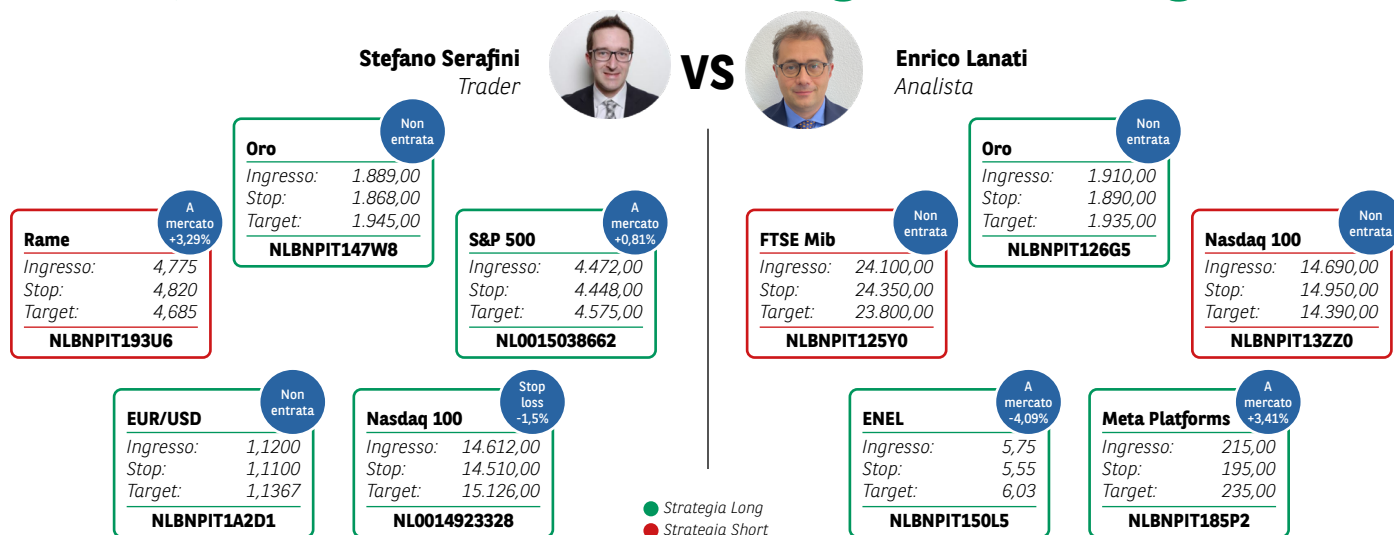 Stefano Serafini
Trader
VS
Enrico Lanati
Analista
Non
entrata
Oro
Ingresso: 1.889,00
Stop: 1.868,00
Target: 1.945,00
NLBNPIT147W8
A
mercato
+3,29%
Rame
Ingresso: 4,775
Stop: 4,820
Target: 4,685
NLBNPIT193U6
A
mercato
+0,81%
S&P 500
Ingresso: 4.472,00
Stop: 4.448,00
Target: 4.575,00
NL0015038662
Non
entrata
EUR/USD
Ingresso: 1,1200
Stop: 1,1100
Target: 1,1367
NLBNPIT1A2D1
Stop
loss
-1,5%
Nasdaq 100
Ingresso: 14.612,00
Stop: 14.510,00
Target: 15.126,00
NL0014923328
Non
entrata
Oro
Ingresso: 1.910,00
Stop: 1.890,00
Target: 1.935,00
NLBNPIT126G5
Non
entrata
FTSE Mib
Ingresso: 24.100,00
Stop: 24.350,00
Target: 23.800,00
NLBNPIT125Y0
Non
entrata
Nasdaq 100
Ingresso: 14.690,00
Stop: 14.950,00
Target: 14.390,00
NLBNPIT13ZZ0
A
mercato
-4,09%
ENEL
Ingresso: 5,75
Stop: 5,55
Target: 6,03
NLBNPIT150L5
A
mercato
+3,41%
Meta Platforms
Ingresso: 215,00
Stop: 195,00
Target: 235,00
NLBNPIT185P2
Strategia Long
Strategia Short